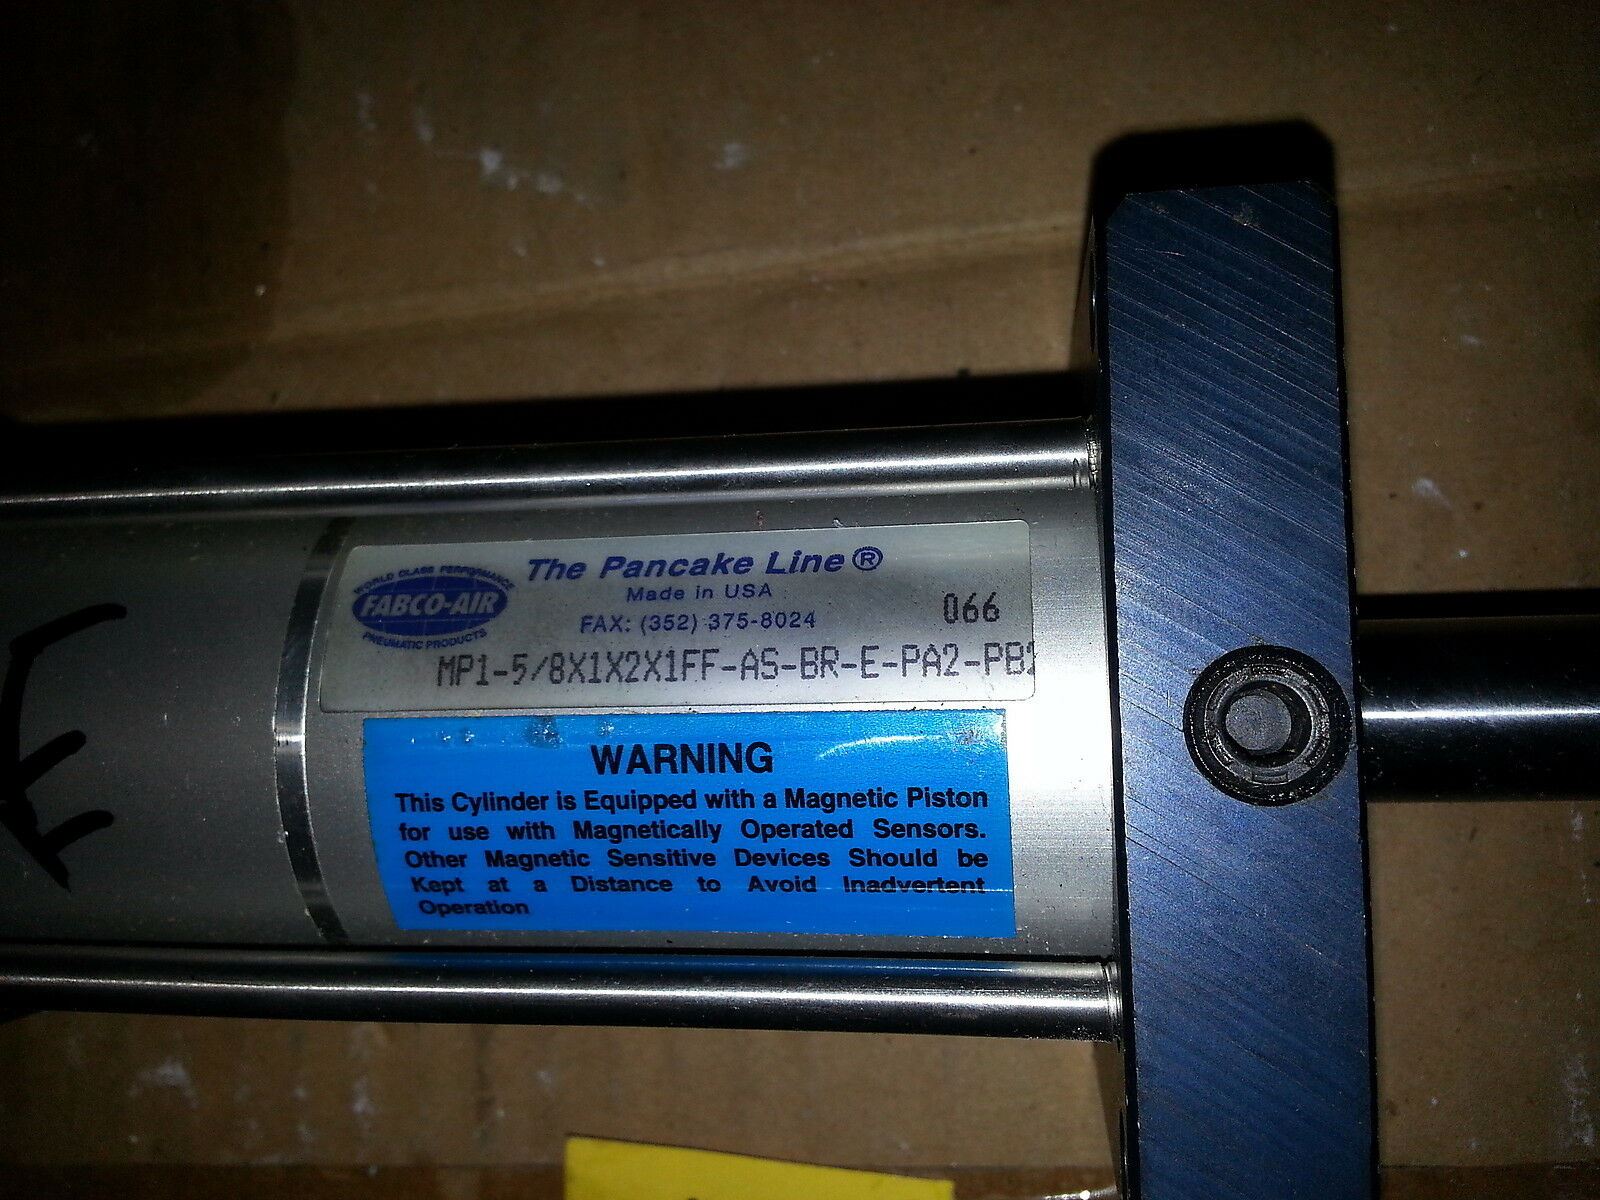 WORLD CLASS PERFORMANCE
FABCO-AIR
PNEUMATIC PRODUCTS
The Pancake Line®
Made in USA
FAX: (352) 375-8024
066
MP1-5/8X1X2X1FF-AS-BR-E-PA2-PB2
WARNING
This Cylinder is Equipped with a Magnetic Piston
for use with Magnetically Operated Sensors.
Other Magnetic Sensitive Devices Should be
Kept at a Distance to Avoid Inadvertent
Operation